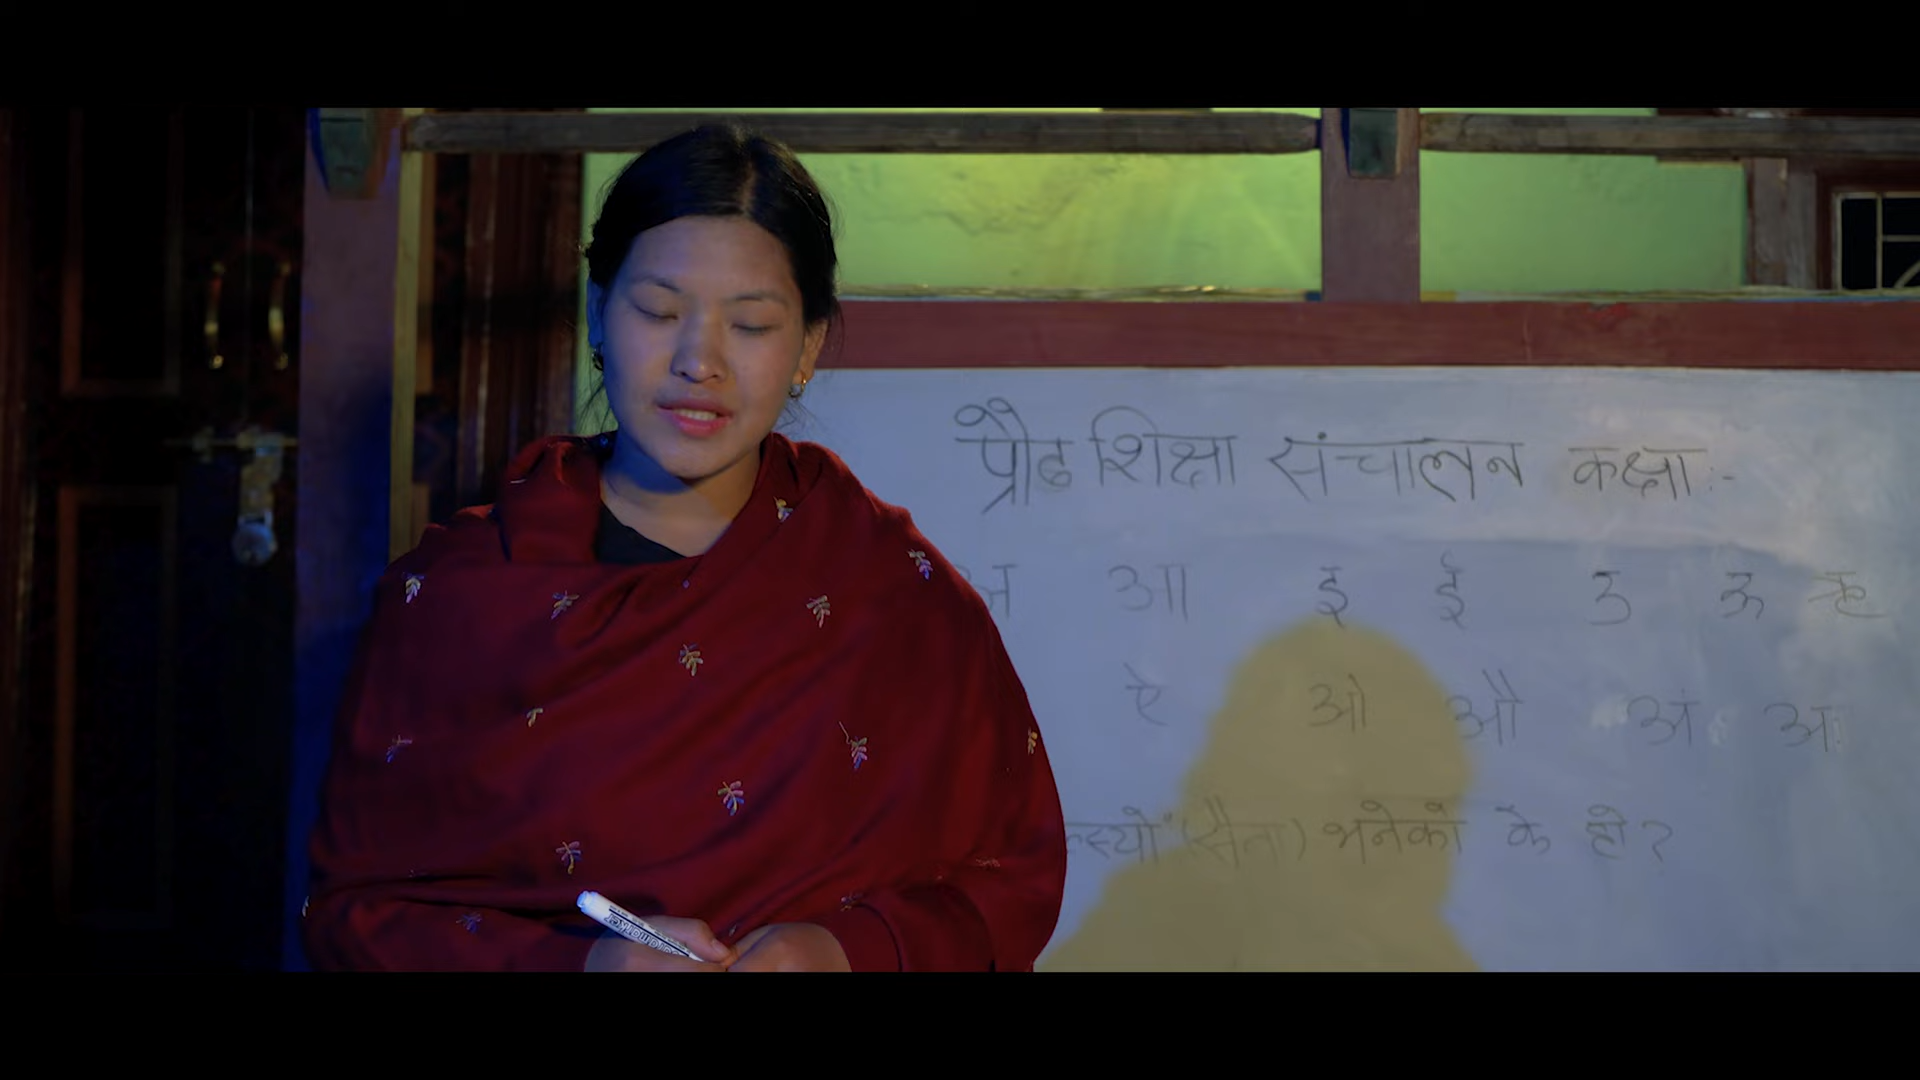 प्रौढ शिक्षा संचालन कक्षा :-
अ आ इ ई उ ऊ ऋ
ऐ ओ औ अं अः
(सैना) भनेको के हो ?